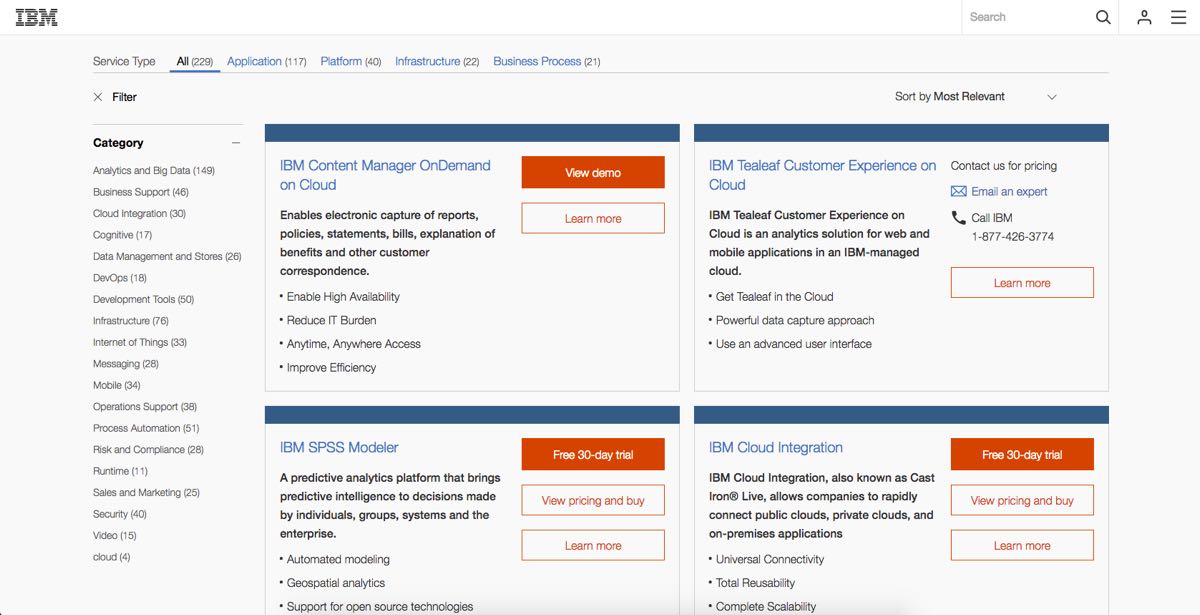 IBM
Search
Service Type All (229) Application (117) Platform (40) Infrastructure (22) Business Process (21)
Filter
Sort by Most Relevant
Category
Analytics and Big Data (149)
Business Support (46)
Cloud Integration (30)
Cognitive (17)
Data Management and Stores (26)
DevOps (18)
Development Tools (50)
Infrastructure (76)
Internet of Things (33)
Messaging (28)
Mobile (34)
Operations Support (38)
Process Automation (51)
Risk and Compliance (28)
Runtime (11)
Sales and Marketing (25)
Security (40)
Video (15)
cloud (4)
IBM Content Manager OnDemand
on Cloud
Enables electronic capture of reports,
policies, statements, bills, explanation of
benefits and other customer
correspondence.
• Enable High Availability
• Reduce IT Burden
• Anytime, Anywhere Access
• Improve Efficiency
View demo
Learn more
IBM Tealeaf Customer Experience on
Cloud
IBM Tealeaf Customer Experience on
Cloud is an analytics solution for web and
mobile applications in an IBM-managed
cloud.
• Get Tealeaf in the Cloud
• Powerful data capture approach
• Use an advanced user interface
Contact us for pricing
Email an expert
Call IBM
1-877-426-3774
Learn more
IBM SPSS Modeler
A predictive analytics platform that brings
predictive intelligence to decisions made
by individuals, groups, systems and the
enterprise.
• Automated modeling
• Geospatial analytics
• Support for open source technologies
Free 30-day trial
View pricing and buy
Learn more
IBM Cloud Integration
IBM Cloud Integration, also known as Cast
Iron® Live, allows companies to rapidly
connect public clouds, private clouds, and
on-premises applications
• Universal Connectivity
• Total Reusability
• Complete Scalability
Free 30-day trial
View pricing and buy
Learn more